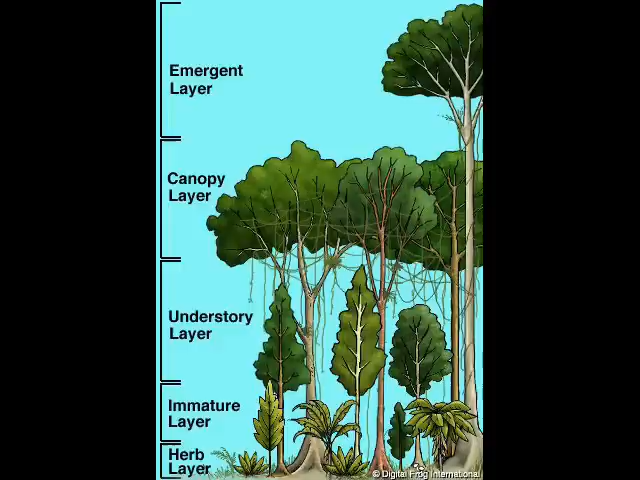 Emergent
Layer
Canopy
Layer
Understory
Layer
Immature
Layer
Herb
Layer
© Digital Frog International